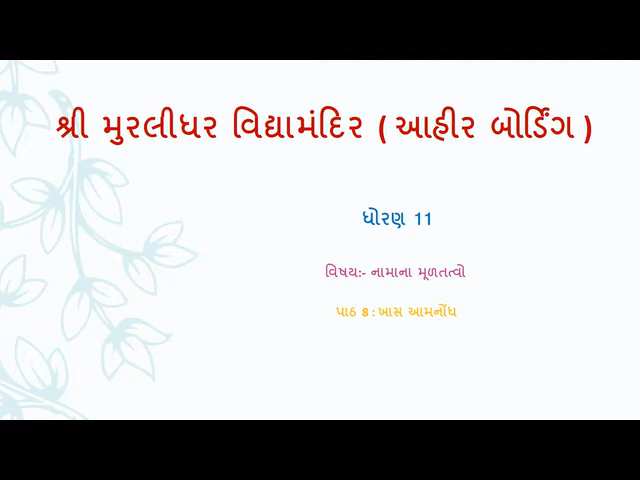 શ્રી મુરલીધર વિદ્યામંદિર ( આહીર બોર્ડિંગ )
ધોરણ 11
વિષય:- નામાના મૂળતત્વો
પાઠ 8 : ખાસ આમનોંધ